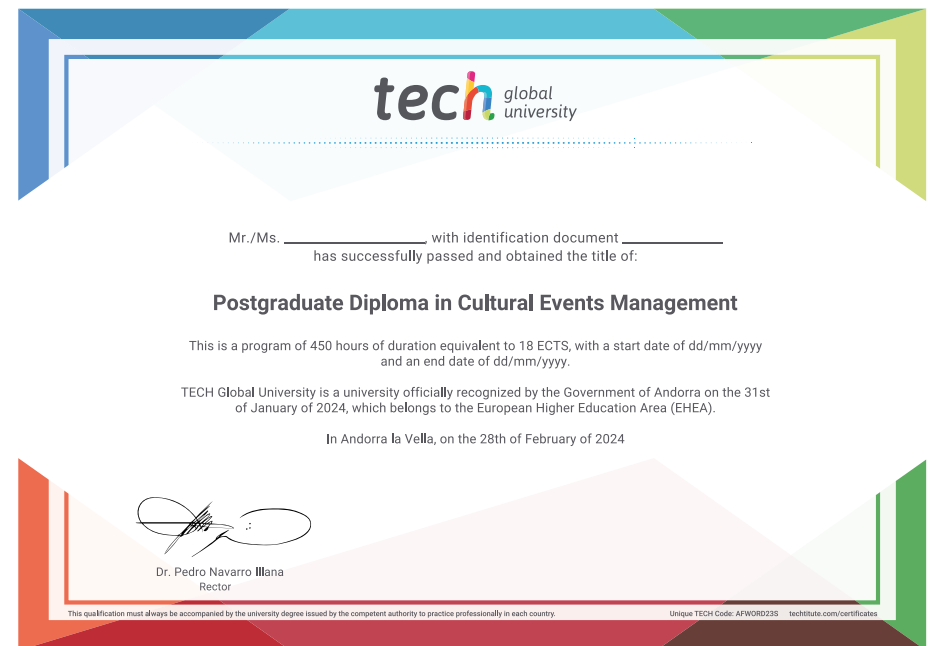 tech global
university
Mr./Ms. ____________, with identification document ____________
has successfully passed and obtained the title of:
Postgraduate Diploma in Cultural Events Management
This is a program of 450 hours of duration equivalent to 18 ECTS, with a start date of dd/mm/yyyy
and an end date of dd/mm/yyyy.
TECH Global University is a university officially recognized by the Government of Andorra on the 31st
of January of 2024, which belongs to the European Higher Education Area (EHEA).
In Andorra la Vella, on the 28th of February of 2024
Dr. Pedro Navarro Illana
Rector
This qualification must always be accompanied by the university degree issued by the competent authority to practice professionally in each country. Unique TECH Code: AFWORD23S techtitute.com/certificates